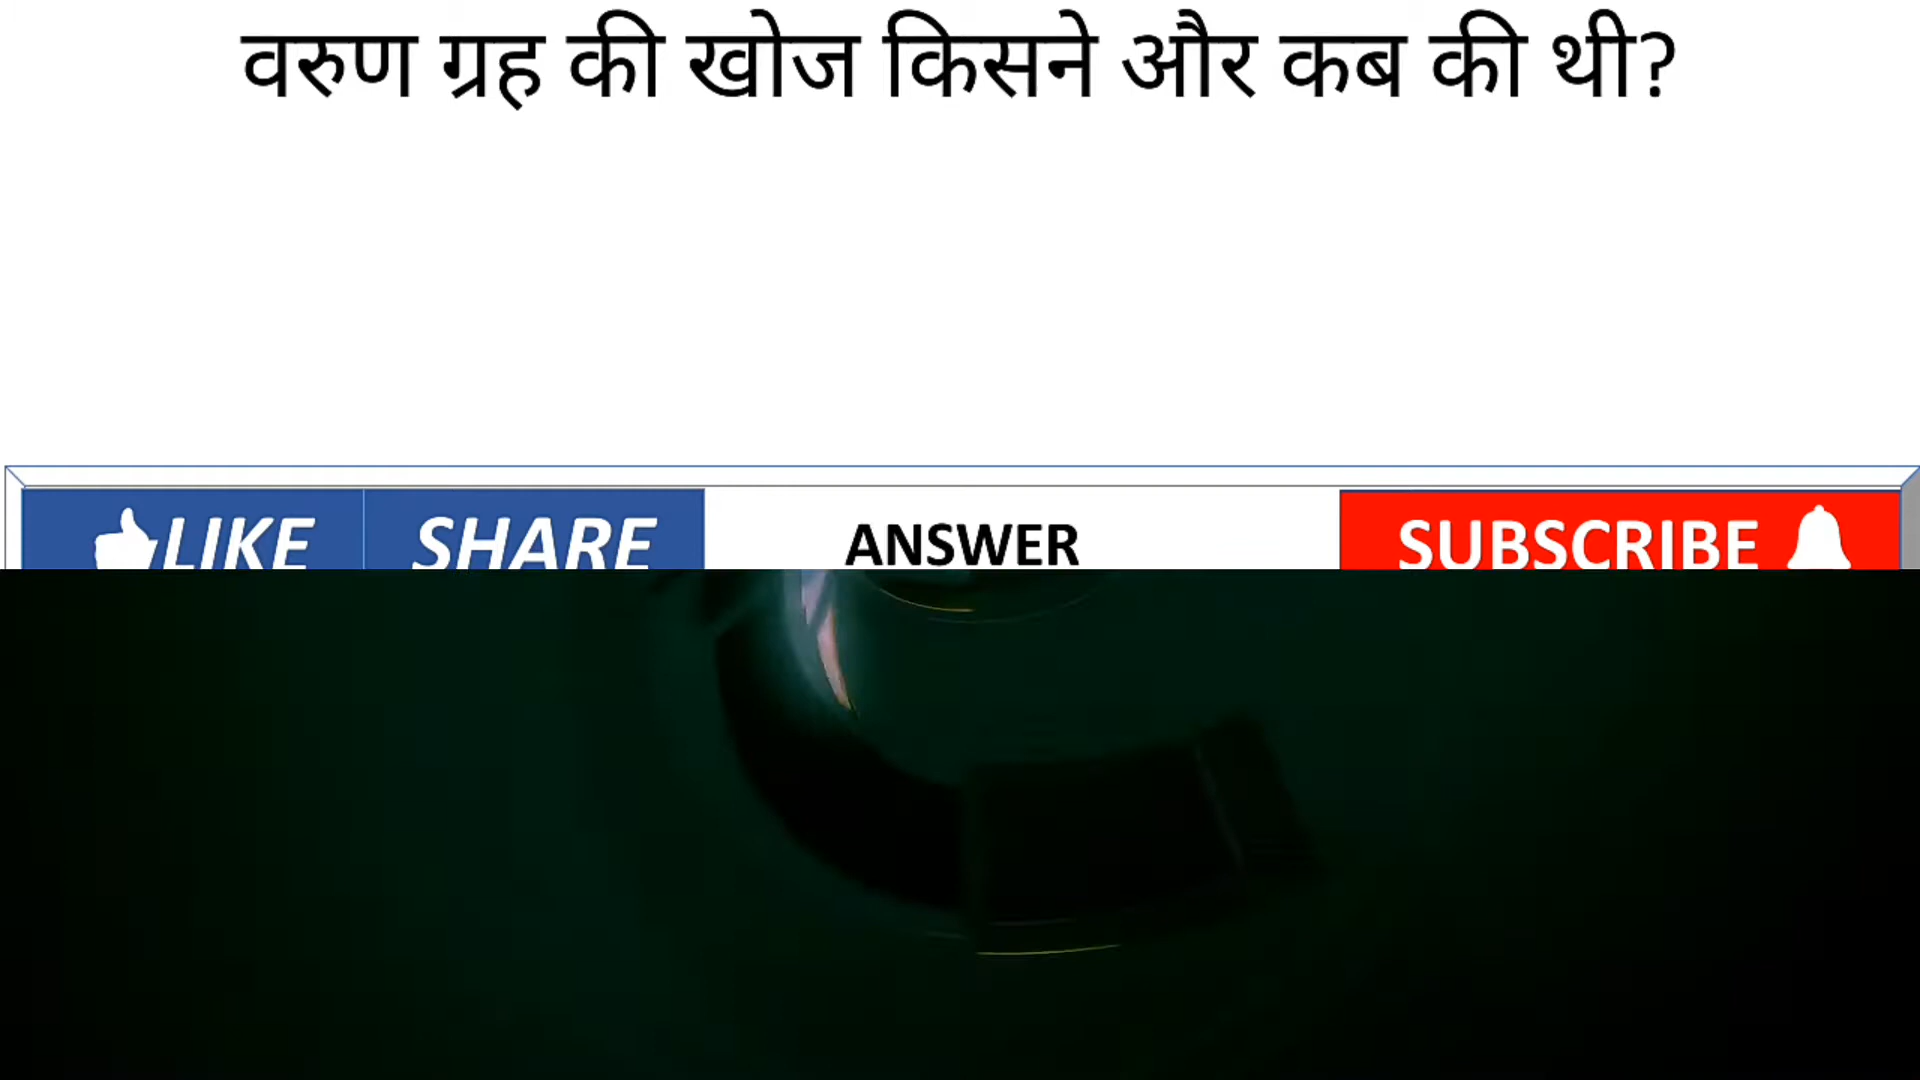 वरुण ग्रह की खोज किसने और कब की थी?
LIKE SHARE ANSWER SUBSCRIBE